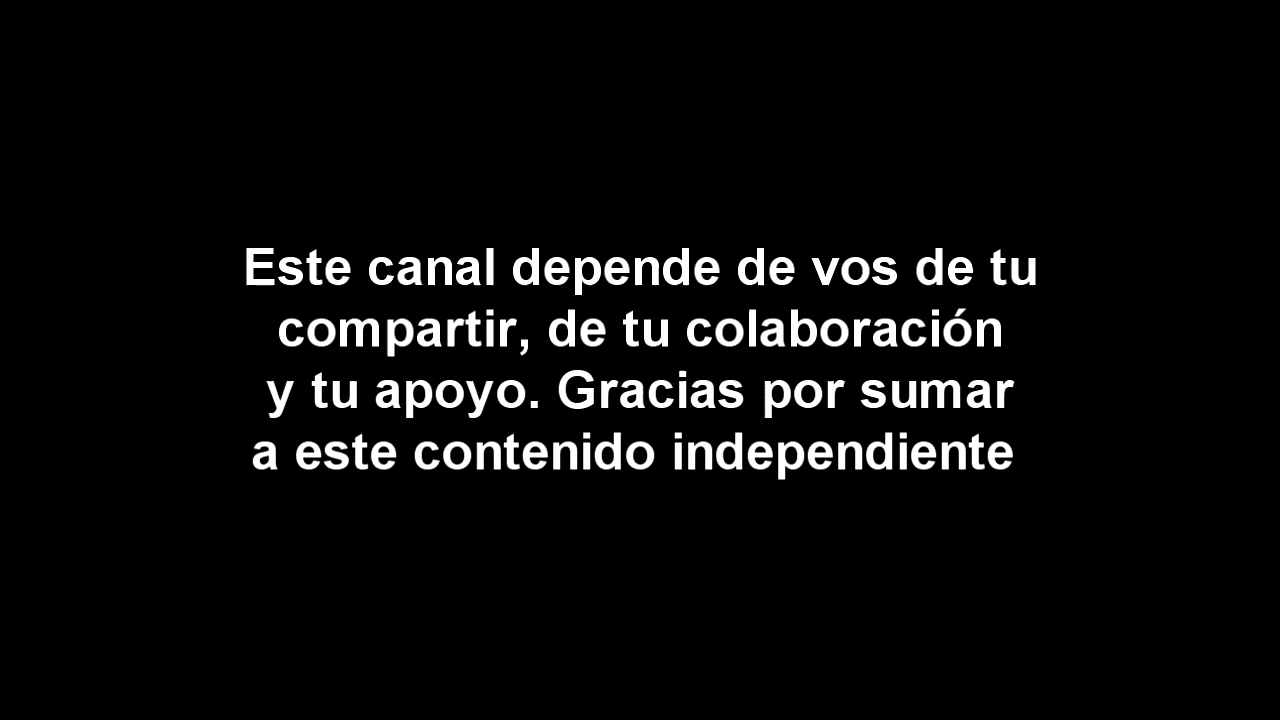 Este canal depende de vos de tu
compartir, de tu colaboración
y tu apoyo. Gracias por sumar
a este contenido independiente